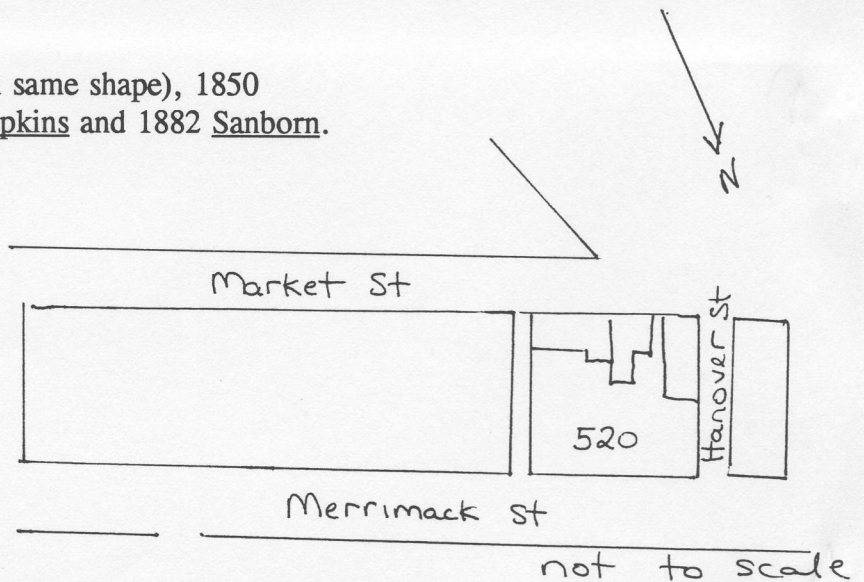 same shape), 1850
pkins and 1882 Sanborn.
N
Market St
Hanover St
520
Merrimack St
not to scale